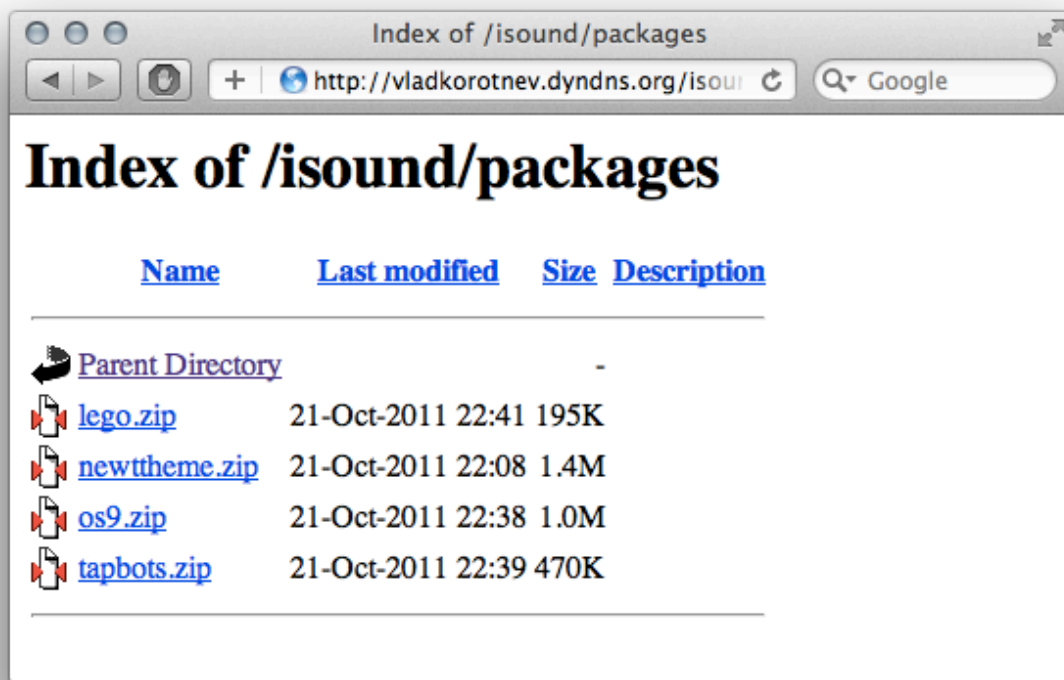 Index of /isound/packages
http://vladkorotnev.dyndns.org/isour Google
Index of /isound/packages
Name Last modified Size Description
Parent Directory -
lego.zip 21-Oct-2011 22:41 195K
newttheme.zip 21-Oct-2011 22:08 1.4M
os9.zip 21-Oct-2011 22:38 1.0M
tapbots.zip 21-Oct-2011 22:39 470K